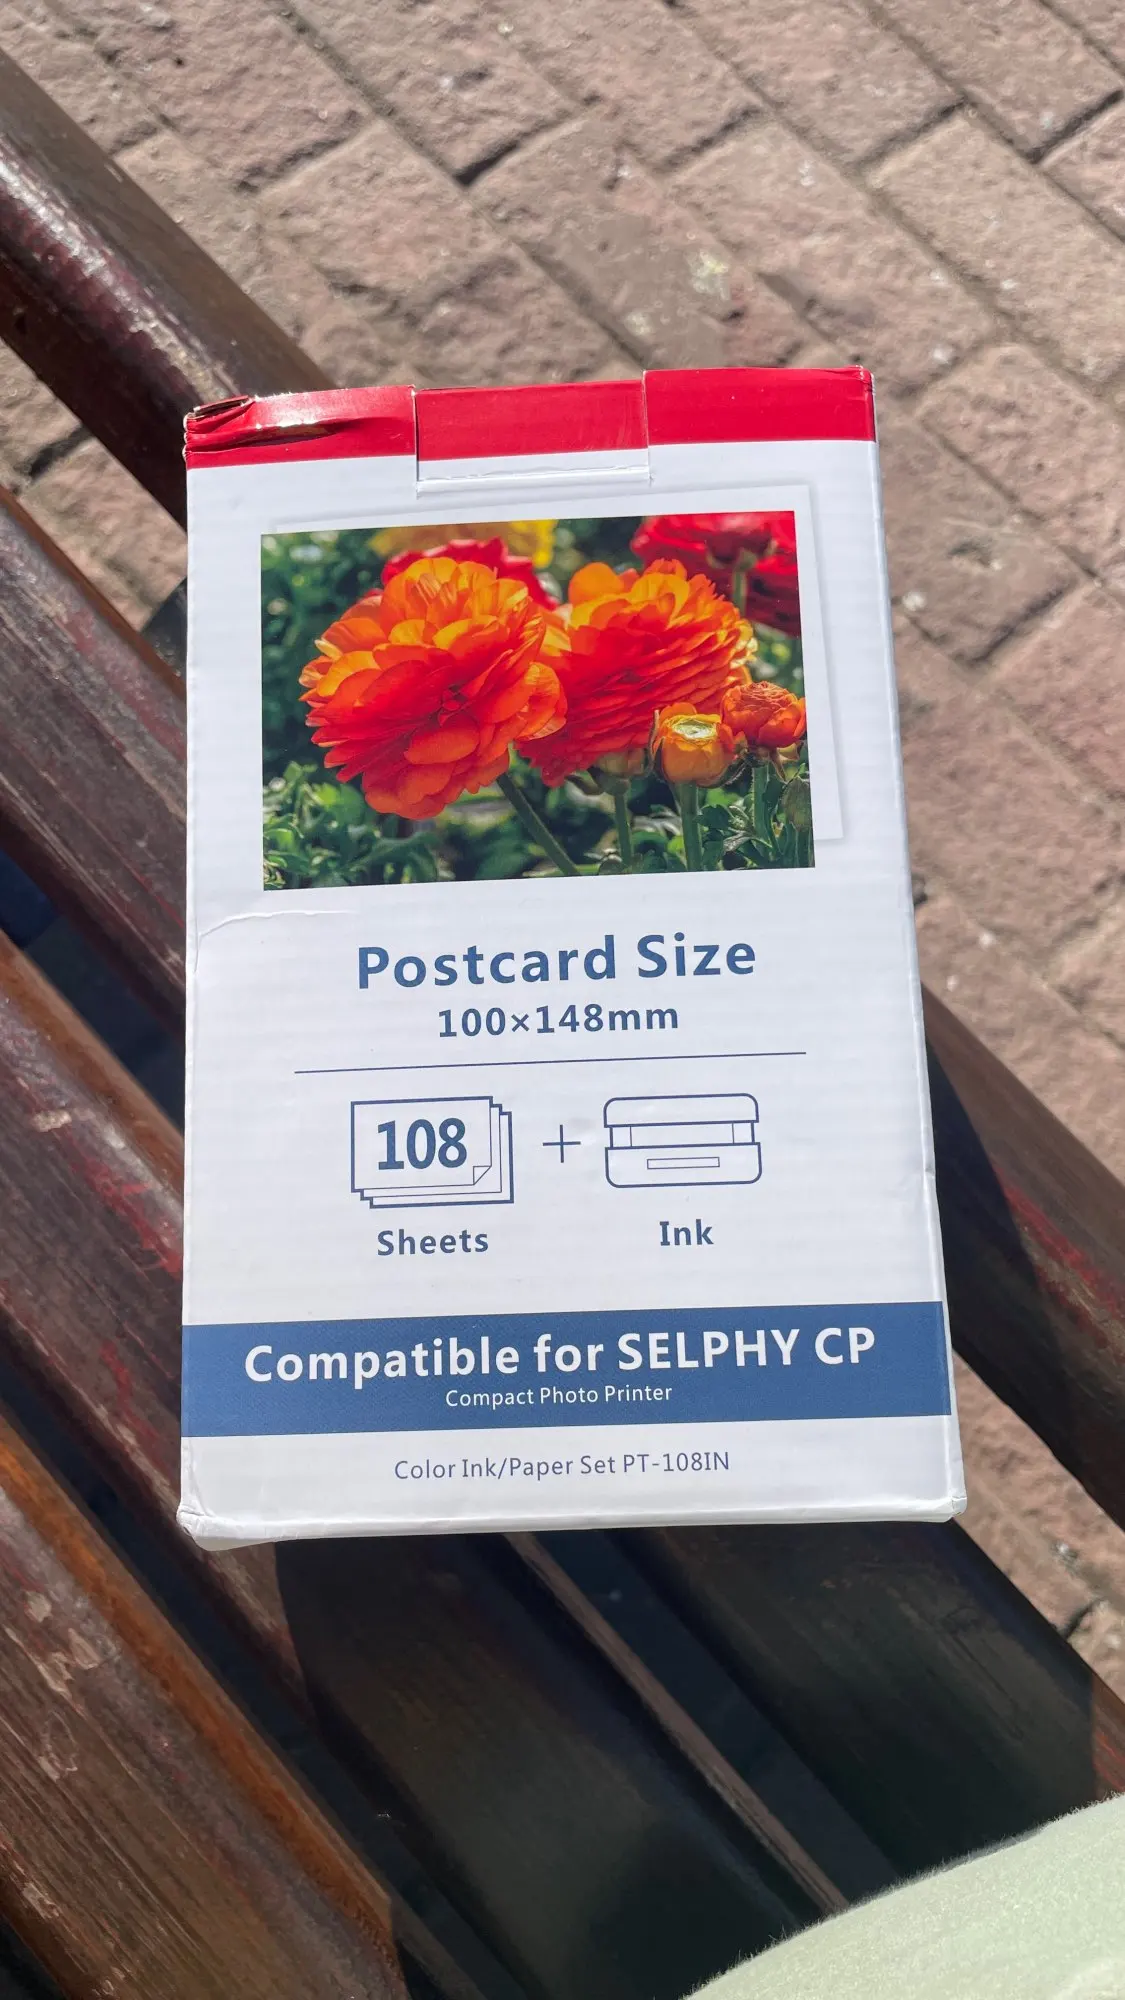 Postcard Size
100×148mm
108
+
Sheets
Ink
Compatible for SELPHY CP
Compact Photo Printer
Color Ink/Paper Set PT-108IN